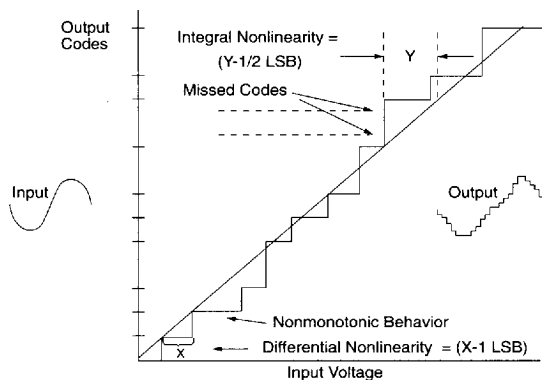 Output
Codes
Integral Nonlinearity =
(Y-1/2 LSB)
Y
Missed Codes
Input
Output
Nonmonotonic Behavior
X
Differential Nonlinearity = (X-1 LSB)
Input Voltage